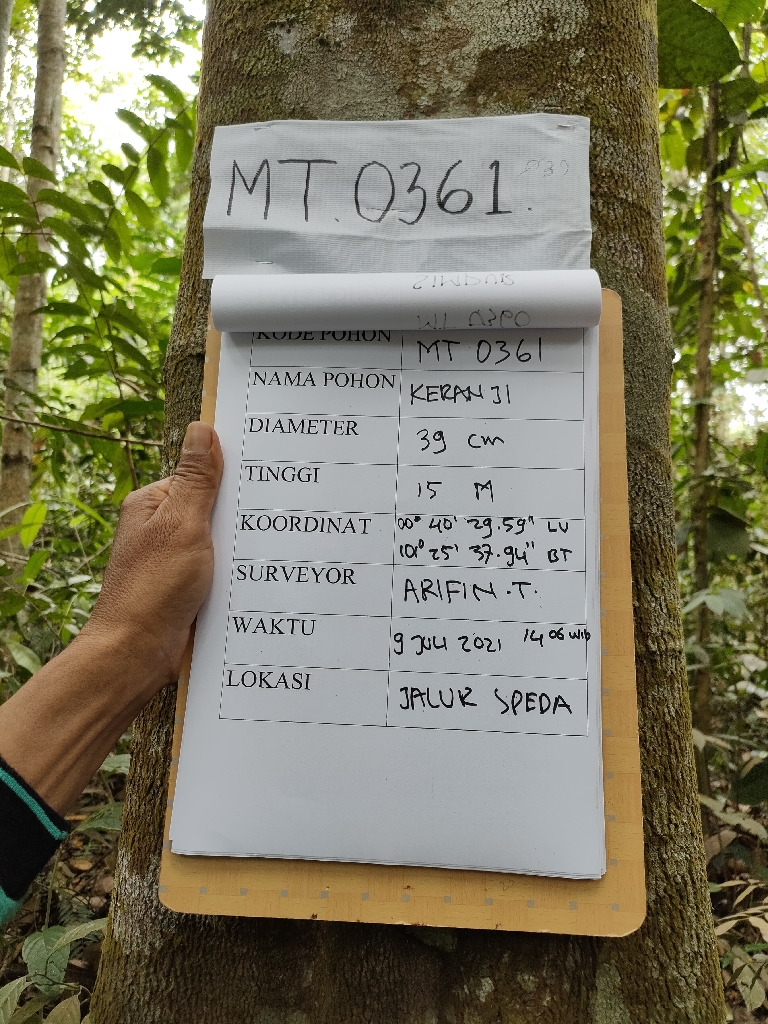 MT.0361.
KODE POHON MT 0361
NAMA POHON KERANJI
DIAMETER 39 cm
TINGGI 15 M
KOORDINAT 00° 40' 29.59" LU
101° 25' 37.94" BT
SURVEYOR ARIFIN.T.
WAKTU 9 JULI 2021 14 06 WIB
LOKASI JALUR SPEDA